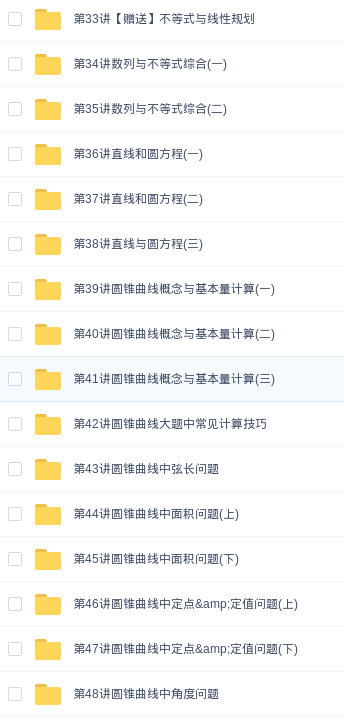 第33讲【赠送】不等式与线性规划
第34讲数列与不等式综合(一)
第35讲数列与不等式综合(二)
第36讲直线和圆方程(一)
第37讲直线和圆方程(二)
第38讲直线与圆方程(三)
第39讲圆锥曲线概念与基本量计算(一)
第40讲圆锥曲线概念与基本量计算(二)
第41讲圆锥曲线概念与基本量计算(三)
第42讲圆锥曲线大题中常见计算技巧
第43讲圆锥曲线中弦长问题
第44讲圆锥曲线中面积问题(上)
第45讲圆锥曲线中面积问题(下)
第46讲圆锥曲线中定点&amp;定值问题(上)
第47讲圆锥曲线中定点&amp;定值问题(下)
第48讲圆锥曲线中角度问题